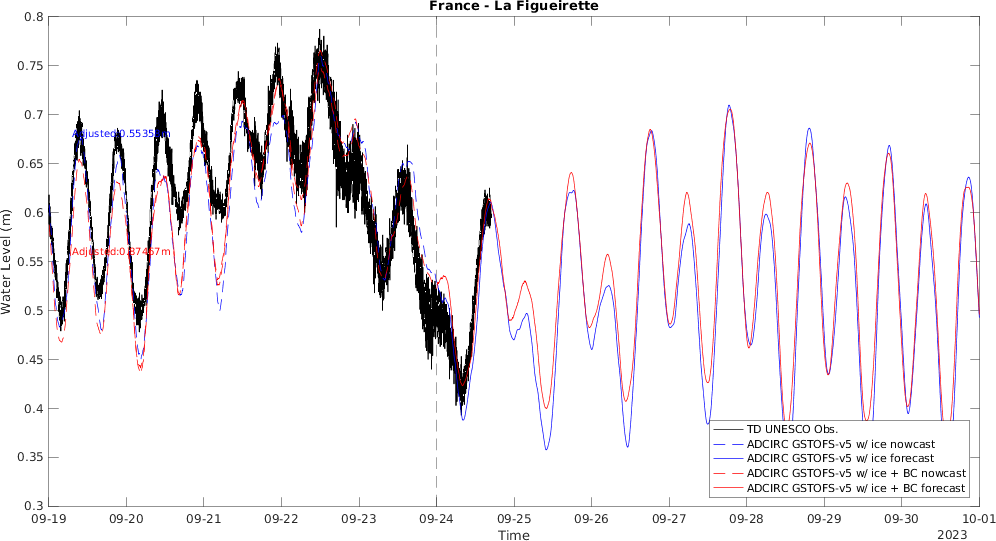 France - La Figueirette
0.8
0.75
0.7
0.65
0.6
0.55
0.5
0.45
0.4
0.35
0.3
Water Level (m)
Adjusted:
Adjusted:
TD UNESCO Obs.
ADCIRC GSTOFS-v5 w/ ice nowcast
ADCIRC GSTOFS-v5 w/ ice forecast
ADCIRC GSTOFS-v5 w/ ice + BC nowcast
ADCIRC GSTOFS-v5 w/ ice + BC forecast
09-19 09-20 09-21 09-22 09-23 09-24 09-25 09-26 09-27 09-28 09-29 09-30 10-01
Time
2023